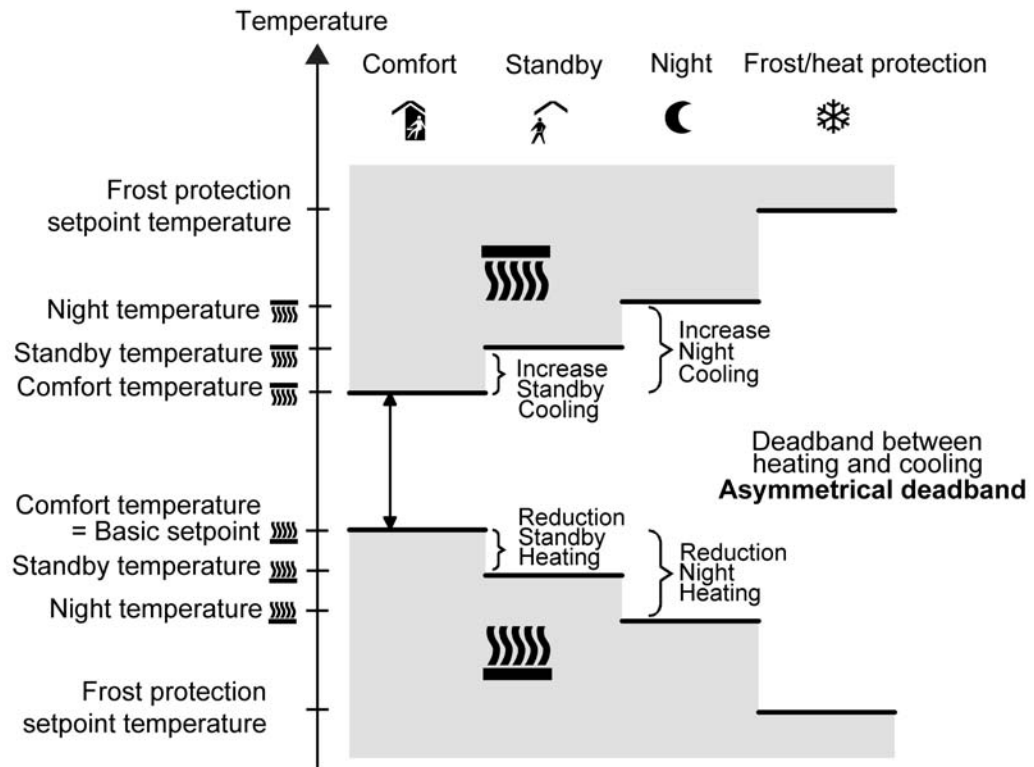 Temperature
Comfort
Standby
Night
Frost/heat protection
Frost protection
setpoint temperature
Night temperature
Standby temperature
Comfort temperature
Increase
Standby
Cooling
Increase
Night
Cooling
Deadband between
heating and cooling
Asymmetrical deadband
Comfort temperature
= Basic setpoint
Standby temperature
Night temperature
Reduction
Standby
Heating
Reduction
Night
Heating
Frost protection
setpoint temperature